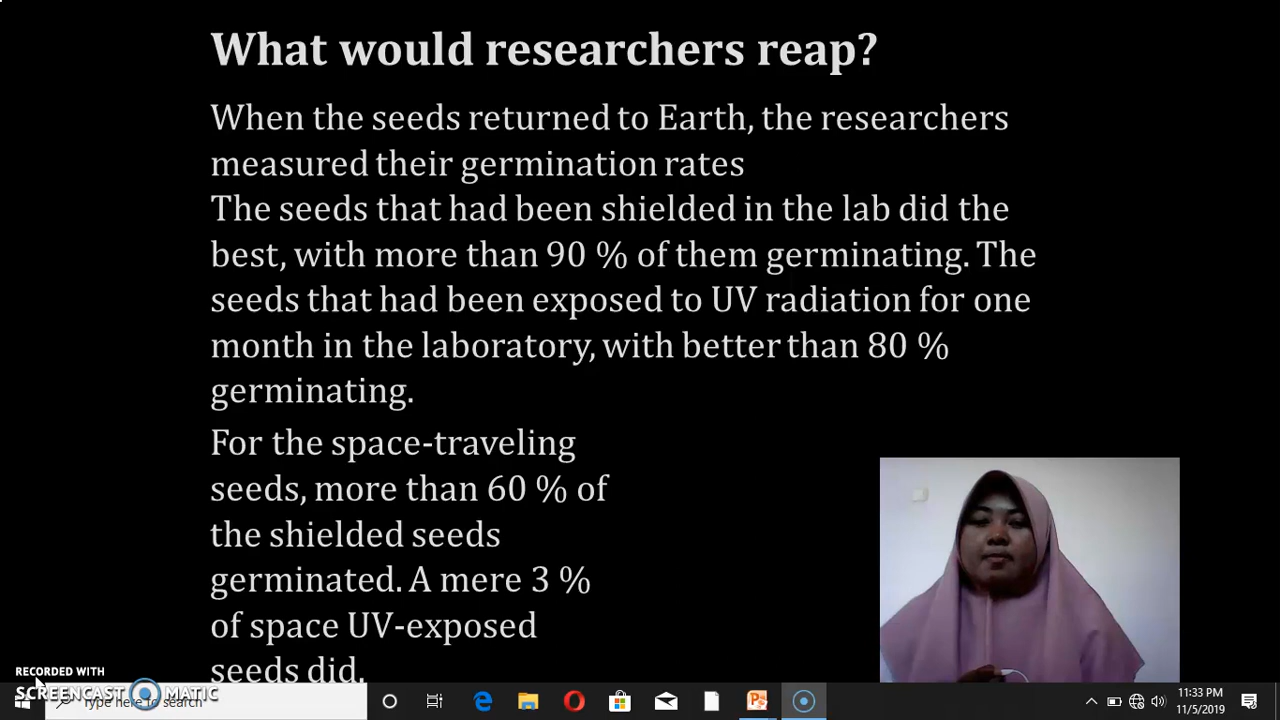 What would researchers reap?
When the seeds returned to Earth, the researchers
measured their germination rates
The seeds that had been shielded in the lab did the
best, with more than 90 % of them germinating. The
seeds that had been exposed to UV radiation for one
month in the laboratory, with better than 80 %
germinating.
For the space-traveling
seeds, more than 60 % of
the shielded seeds
germinated. A mere 3 %
of space UV-exposed
seeds did.
RECORDED WITH
SCREENCAST MATIC
Type here to search
11:33 PM
11/5/2019